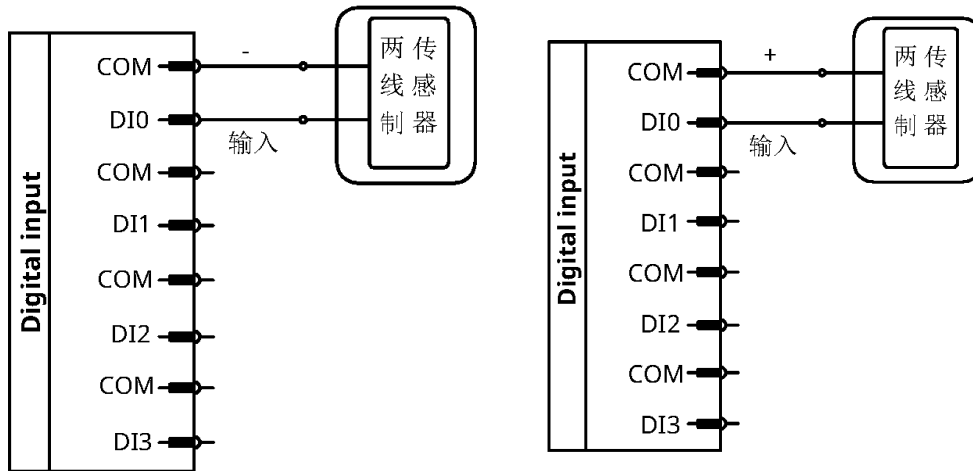 Digital input
COM
DI0
COM
DI1
COM
DI2
COM
DI3
-
输入
两传
线感
制器
Digital input
COM
DI0
COM
DI1
COM
DI2
COM
DI3
+
输入
两传
线感
制器